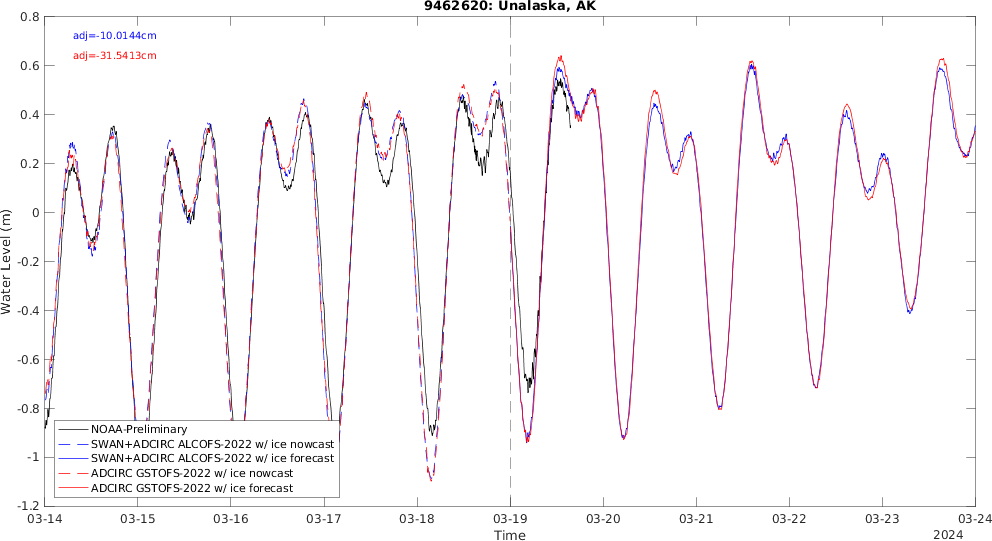 9462620: Unalaska, AK
adj=-10.0144cm
adj=-31.5413cm
0.8
0.6
0.4
0.2
0
-0.2
-0.4
-0.6
-0.8
-1
-1.2
Water Level (m)
NOAA-Preliminary
SWAN+ADCIRC ALCOFS-2022 w/ ice nowcast
SWAN+ADCIRC ALCOFS-2022 w/ ice forecast
ADCIRC GSTOFS-2022 w/ ice nowcast
ADCIRC GSTOFS-2022 w/ ice forecast
03-14 03-15 03-16 03-17 03-18 03-19 03-20 03-21 03-22 03-23 03-24
Time
2024